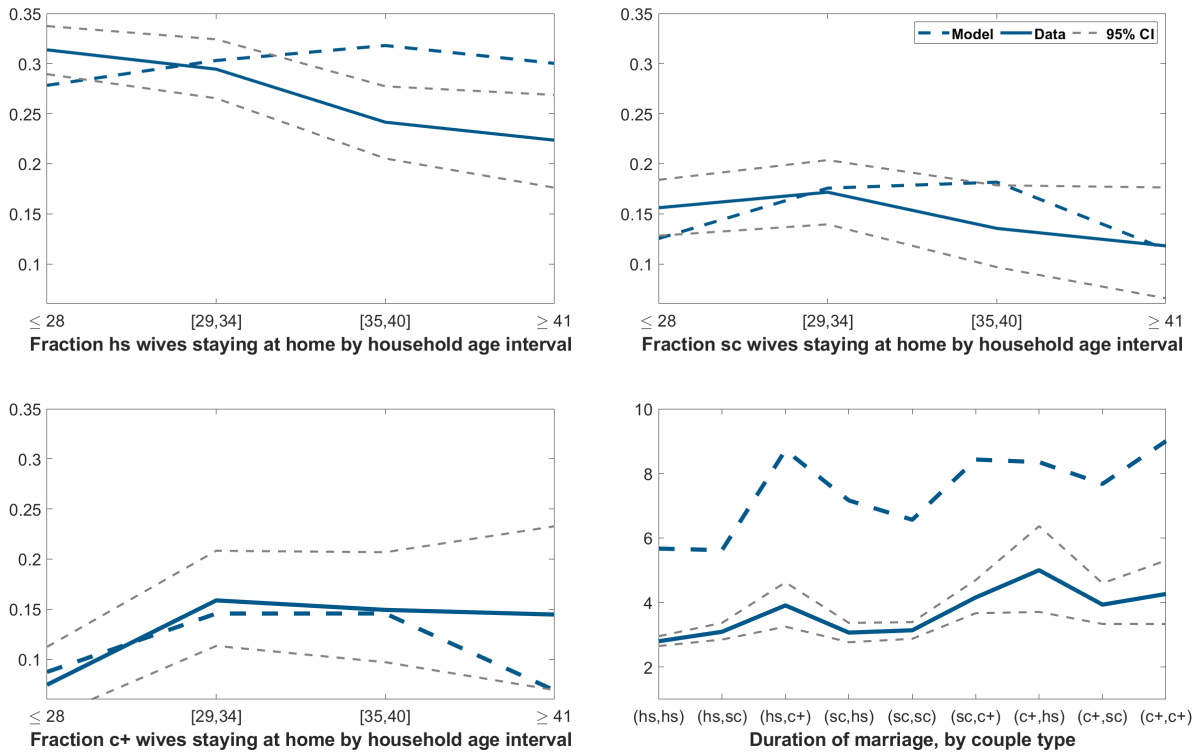 0.35
0.3
0.25
0.2
0.15
0.1
≤ 28 [29,34] [35,40] ≥ 41
Fraction hs wives staying at home by household age interval
0.35
0.3
0.25
0.2
0.15
0.1
Model Data 95% CI
≤ 28 [29,34] [35,40] ≥ 41
Fraction sc wives staying at home by household age interval
0.35
0.3
0.25
0.2
0.15
0.1
≤ 28 [29,34] [35,40] ≥ 41
Fraction c+ wives staying at home by household age interval
10
8
6
4
2
(hs,hs) (hs,sc) (hs,c+) (sc,hs) (sc,sc) (sc,c+) (c+,hs) (c+,sc) (c+,c+)
Duration of marriage, by couple type